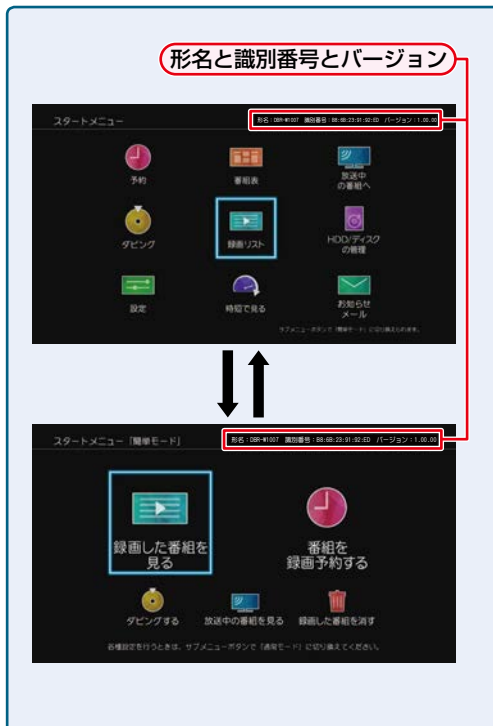 形名と識別番号とバージョン
スタートメニュー
形名：DBR-W1007 識別番号：B8:6B:23:91:92:ED バージョン：1.00.00
予約
番組表
放送中
の番組へ
ダビング
録画リスト
HDD/ディスク
の管理
設定
時短で見る
お知らせ
メール
サブメニューボタンで「簡単モード」に切り換えられます。
スタートメニュー「簡単モード」
形名：DBR-W1007 識別番号：B8:6B:23:91:92:ED バージョン：1.00.00
録画した番組を
見る
番組を
録画予約する
ダビングする
放送中の番組を見る
録画した番組を消す
各種設定を行うときは、サブメニューボタンで「通常モード」に切り換えてください。